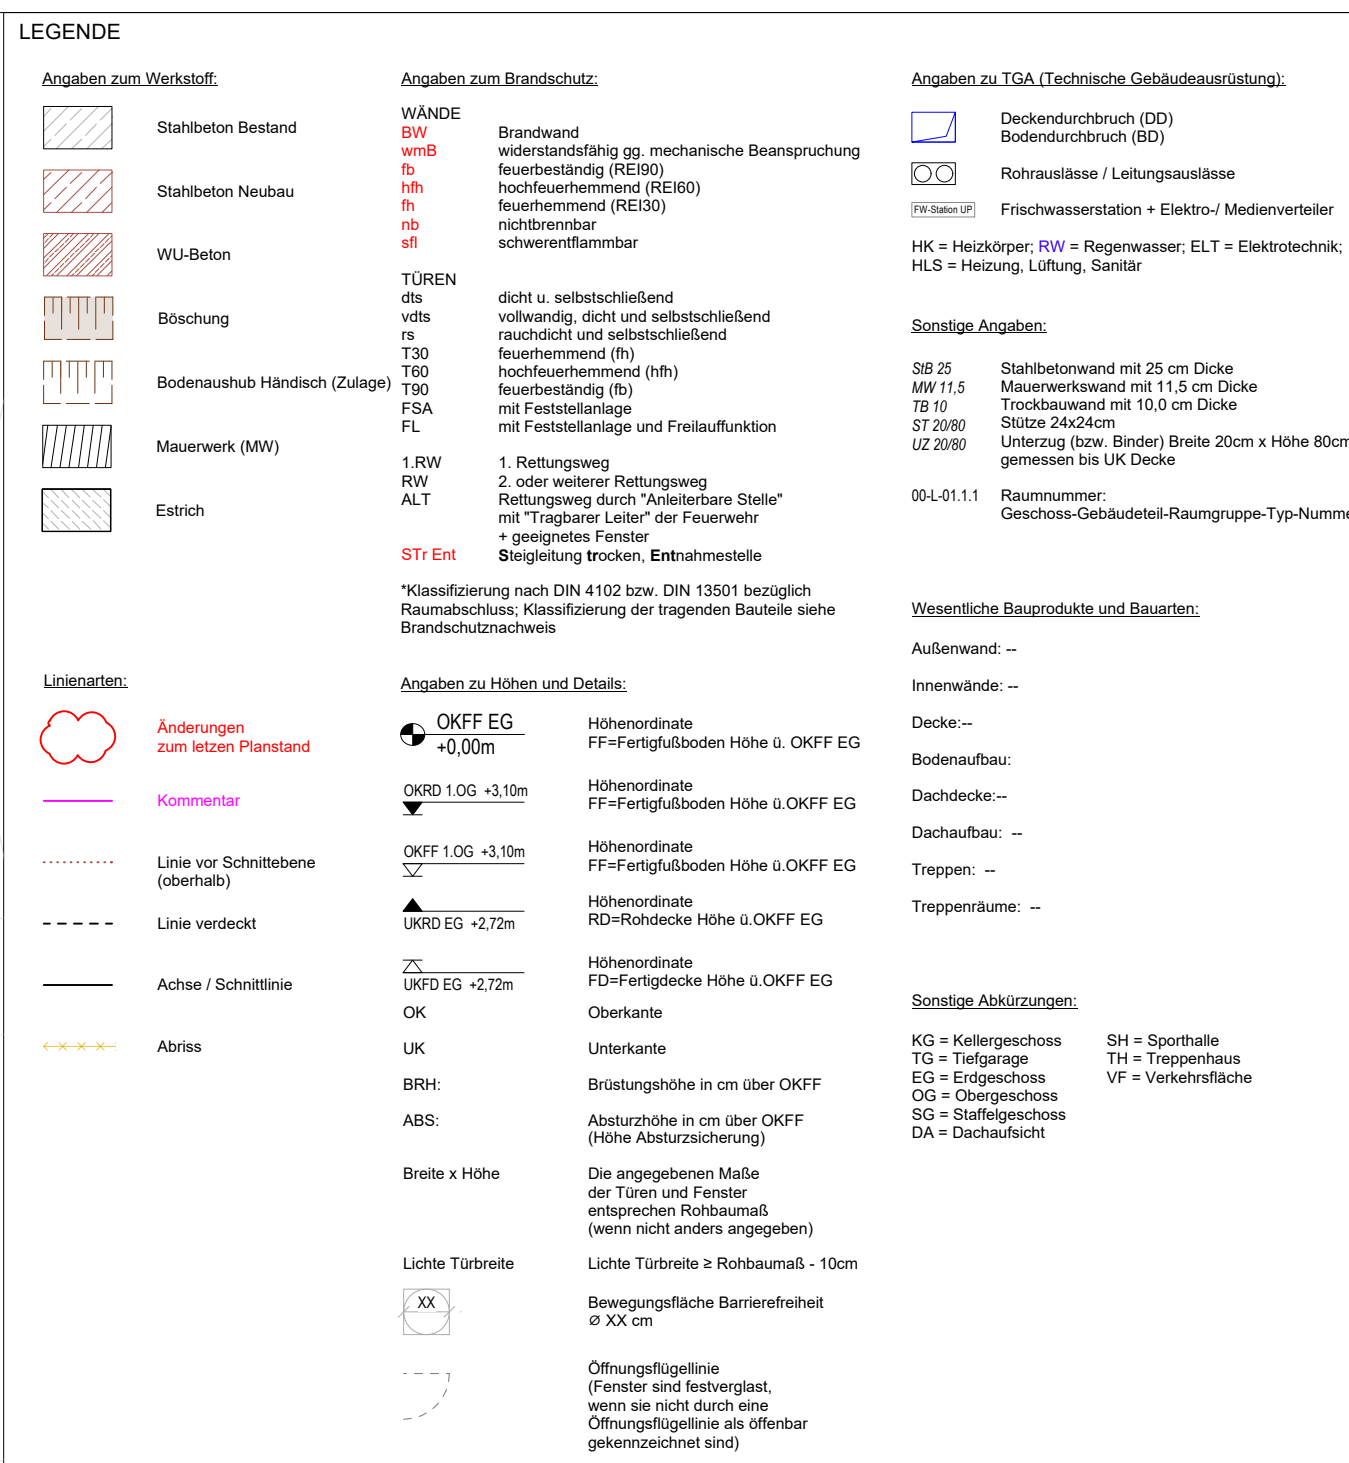 LEGENDE
Angaben zum Werkstoff:
Stahlbeton Bestand
Stahlbeton Neubau
WU-Beton
Böschung
Bodenaushub Händisch (Zulage)
Mauerwerk (MW)
Estrich
Linienarten:
Änderungen
zum letzen Planstand
Kommentar
Linie vor Schnittebene
(oberhalb)
Linie verdeckt
Achse / Schnittlinie
Abriss
Angaben zum Brandschutz:
WÄNDE
BW Brandwand
wmB widerstandsfähig gg. mechanische Beanspruchung
fb feuerbeständig (REI90)
hfh hochfeuerhemmend (REI60)
fh feuerhemmend (REI30)
nb nichtbrennbar
sfl schwerentflammbar
TÜREN
dts dicht u. selbstschließend
vdts vollwandig, dicht und selbstschließend
rs rauchdicht und selbstschließend
T30 feuerhemmend (fh)
T60 hochfeuerhemmend (hfh)
T90 feuerbeständig (fb)
FSA mit Feststellanlage
FL mit Feststellanlage und Freilauffunktion
1.RW 1. Rettungsweg
RW 2. oder weiterer Rettungsweg
ALT Rettungsweg durch "Anleiterbare Stelle"
mit "Tragbarer Leiter" der Feuerwehr
+ geeignetes Fenster
STr Ent Steigleitung trocken, Entnahmestelle
*Klassifizierung nach DIN 4102 bzw. DIN 13501 bezüglich
Raumabschluss; Klassifizierung der tragenden Bauteile siehe
Brandschutznachweis
Angaben zu Höhen und Details:
OKFF EG
+0,00m
Höhenordinate
FF=Fertigfußboden Höhe ü. OKFF EG
OKRD 1.OG +3,10m
Höhenordinate
FF=Fertigfußboden Höhe ü.OKFF EG
OKFF 1.OG +3,10m
Höhenordinate
FF=Fertigfußboden Höhe ü.OKFF EG
UKRD EG +2,72m
Höhenordinate
RD=Rohdecke Höhe ü.OKFF EG
UKFD EG +2,72m
Höhenordinate
FD=Fertigdecke Höhe ü.OKFF EG
OK Oberkante
UK Unterkante
BRH: Brüstungshöhe in cm über OKFF
ABS: Absturzhöhe in cm über OKFF
(Höhe Absturzsicherung)
Breite x Höhe Die angegebenen Maße
der Türen und Fenster
entsprechen Rohbaumaß
(wenn nicht anders angegeben)
Lichte Türbreite Lichte Türbreite ≥ Rohbaumaß - 10cm
XX
Bewegungsfläche Barrierefreiheit
Ø XX cm
Öffnungsflügellinie
(Fenster sind festverglast,
wenn sie nicht durch eine
Öffnungsflügellinie als öffenbar
gekennzeichnet sind)
Angaben zu TGA (Technische Gebäudeausrüstung):
Deckendurchbruch (DD)
Bodendurchbruch (BD)
Rohrauslässe / Leitungsauslässe
FW-Station UP Frischwasserstation + Elektro-/ Medienverteiler
HK = Heizkörper; RW = Regenwasser; ELT = Elektrotechnik;
HLS = Heizung, Lüftung, Sanitär
Sonstige Angaben:
StB 25 Stahlbetonwand mit 25 cm Dicke
MW 11,5 Mauerwerkswand mit 11,5 cm Dicke
TB 10 Trockbauwand mit 10,0 cm Dicke
ST 20/80 Stütze 24x24cm
UZ 20/80 Unterzug (bzw. Binder) Breite 20cm x Höhe 80cm
gemessen bis UK Decke
00-L-01.1.1 Raumnummer:
Geschoss-Gebäudeteil-Raumgruppe-Typ-Numme
Wesentliche Bauprodukte und Bauarten:
Außenwand: --
Innenwände: --
Decke:--
Bodenaufbau:
Dachdecke:--
Dachaufbau: --
Treppen: --
Treppenräume: --
Sonstige Abkürzungen:
KG = Kellergeschoss SH = Sporthalle
TG = Tiefgarage TH = Treppenhaus
EG = Erdgeschoss VF = Verkehrsfläche
OG = Obergeschoss
SG = Staffelgeschoss
DA = Dachaufsicht